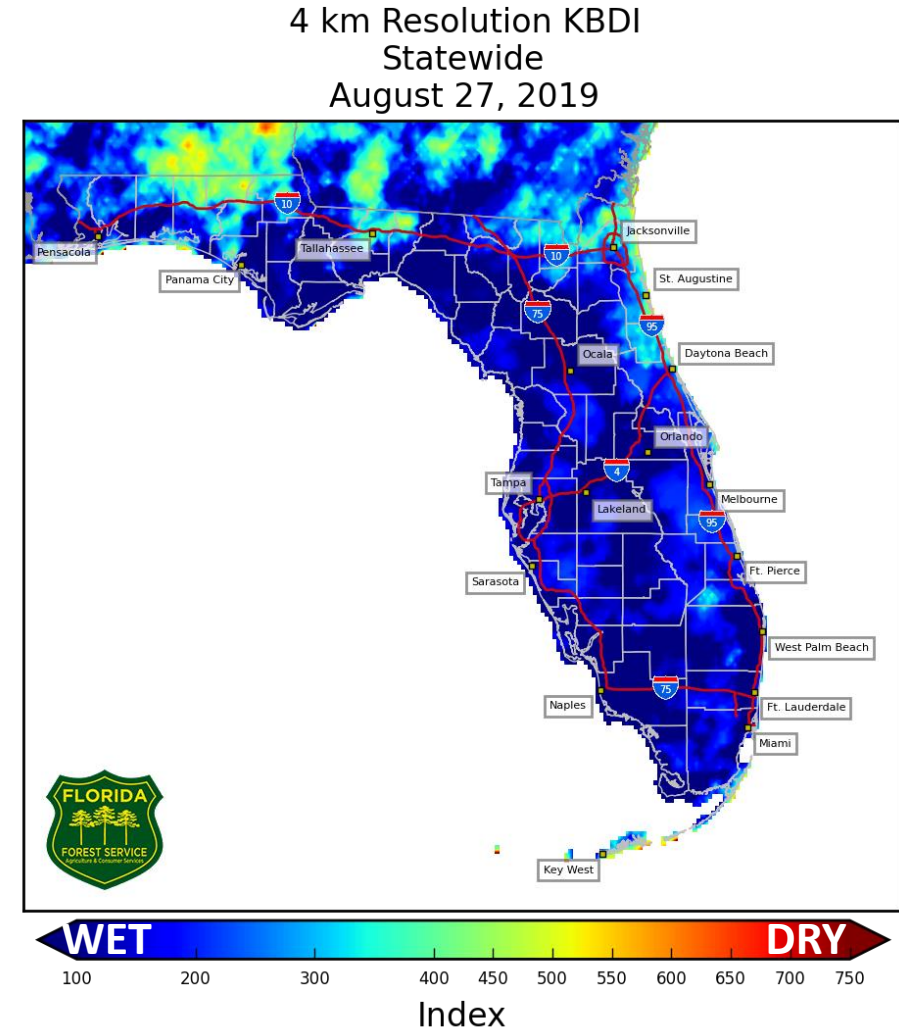 4 km Resolution KBDI
Statewide
August 27, 2019
10
Jacksonville
Pensacola
Tallahassee
10
Panama City
St. Augustine
75
95
Ocala
Daytona Beach
Orlando
4
Tampa
Melbourne
Lakeland
95
Ft. Pierce
Sarasota
West Palm Beach
75
Naples
Ft. Lauderdale
Miami
FLORIDA
FOREST SERVICE
Agriculture & Consumer Services
Key West
WET DRY
100 200 300 400 450 500 550 600 650 700 750
Index